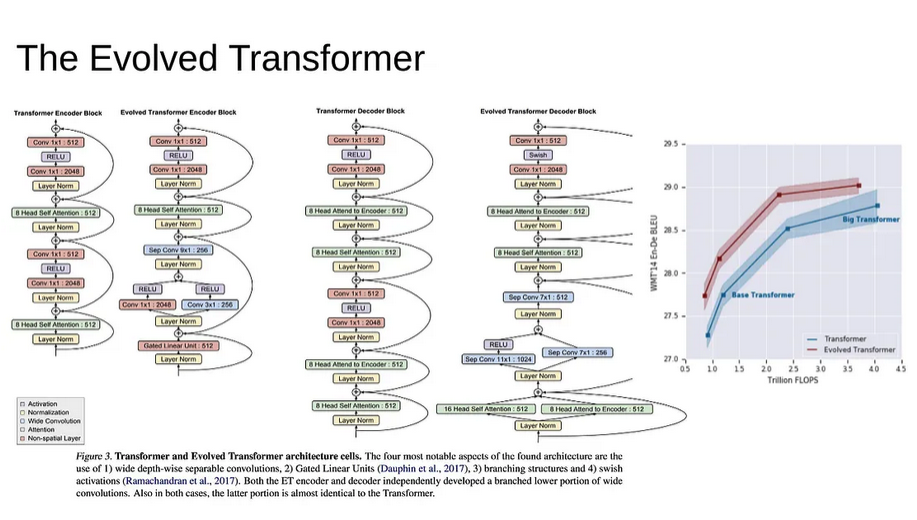 The Evolved Transformer
Transformer Encoder Block
Conv 1x1 : 512
RELU
Conv 1x1 : 2048
Layer Norm
8 Head Self Attention : 512
Layer Norm
Conv 1x1 : 512
RELU
Conv 1x1 : 2048
Layer Norm
8 Head Self Attention : 512
Layer Norm
Evolved Transformer Encoder Block
Conv 1x1 : 512
RELU
Conv 1x1 : 2048
Layer Norm
8 Head Self Attention : 512
Layer Norm
Sep Conv 9x1 : 256
Layer Norm
RELU RELU
Conv 1x1 : 2048 Conv 3x1 : 256
Layer Norm
Gated Linear Unit : 512
Layer Norm
Transformer Decoder Block
Conv 1x1 : 512
RELU
Conv 1x1 : 2048
Layer Norm
8 Head Attend to Encoder : 512
Layer Norm
8 Head Self Attention : 512
Layer Norm
Conv 1x1 : 512
RELU
Conv 1x1 : 2048
Layer Norm
8 Head Attend to Encoder : 512
Layer Norm
8 Head Self Attention : 512
Layer Norm
Evolved Transformer Decoder Block
Conv 1x1 : 512
Swish
Conv 1x1 : 2048
Layer Norm
8 Head Attend to Encoder : 512
Layer Norm
8 Head Self Attention : 512
Layer Norm
Sep Conv 7x1 : 512
Layer Norm
RELU
Sep Conv 11x1 : 1024 Sep Conv 7x1 : 256
Layer Norm
16 Head Self Attention : 512 8 Head Attend to Encoder : 512
Layer Norm
Activation
Normalization
Wide Convolution
Attention
Non-spatial Layer
WMT'14 En-De BLEU
29.5
29.0
28.5
28.0
27.5
27.0
Big Transformer
Base Transformer
Transformer
Evolved Transformer
0.5 1.0 1.5 2.0 2.5 3.0 3.5 4.0 4.5
Trillion FLOPS
Figure 3. Transformer and Evolved Transformer architecture cells. The four most notable aspects of the found architecture are the
use of 1) wide depth-wise separable convolutions, 2) Gated Linear Units (Dauphin et al., 2017), 3) branching structures and 4) swish
activations (Ramachandran et al., 2017). Both the ET encoder and decoder independently developed a branched lower portion of wide
convolutions. Also in both cases, the latter portion is almost identical to the Transformer.